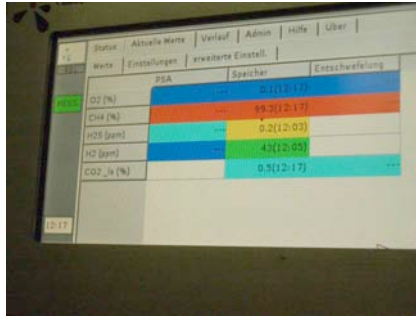 Status Aktuelle Werte Verlauf Admin Hilfe Über
Werte Einstellungen erweiterte Einstell.
PSA Speicher Entschwefelung
O2 (%) --- 0.1(12:17)
CH4 (%) --- 99.3(12:17)
H2S (ppm) --- 0.2(12:03)
H2 (ppm) --- 43(12:05)
CO2_ls (%) 0.5(12:17) ---
MESS.
12:17